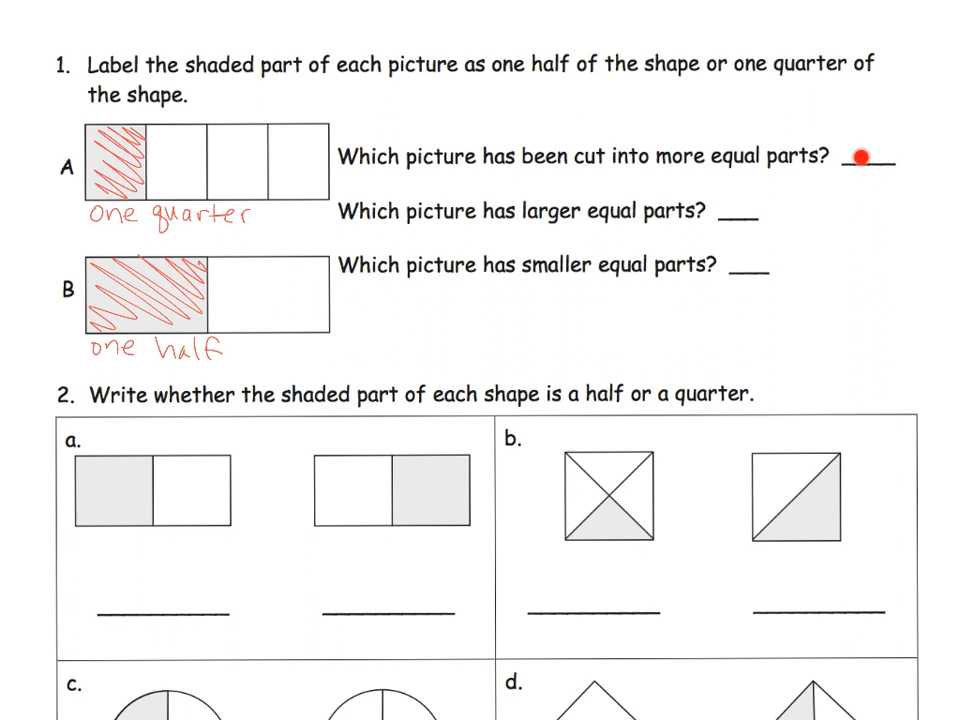 1. Label the shaded part of each picture as one half of the shape or one quarter of
the shape.
A
Which picture has been cut into more equal parts? ____
one quarter
Which picture has larger equal parts? ___
B
Which picture has smaller equal parts? ___
one half
2. Write whether the shaded part of each shape is a half or a quarter.
a.
b.
c.
d.